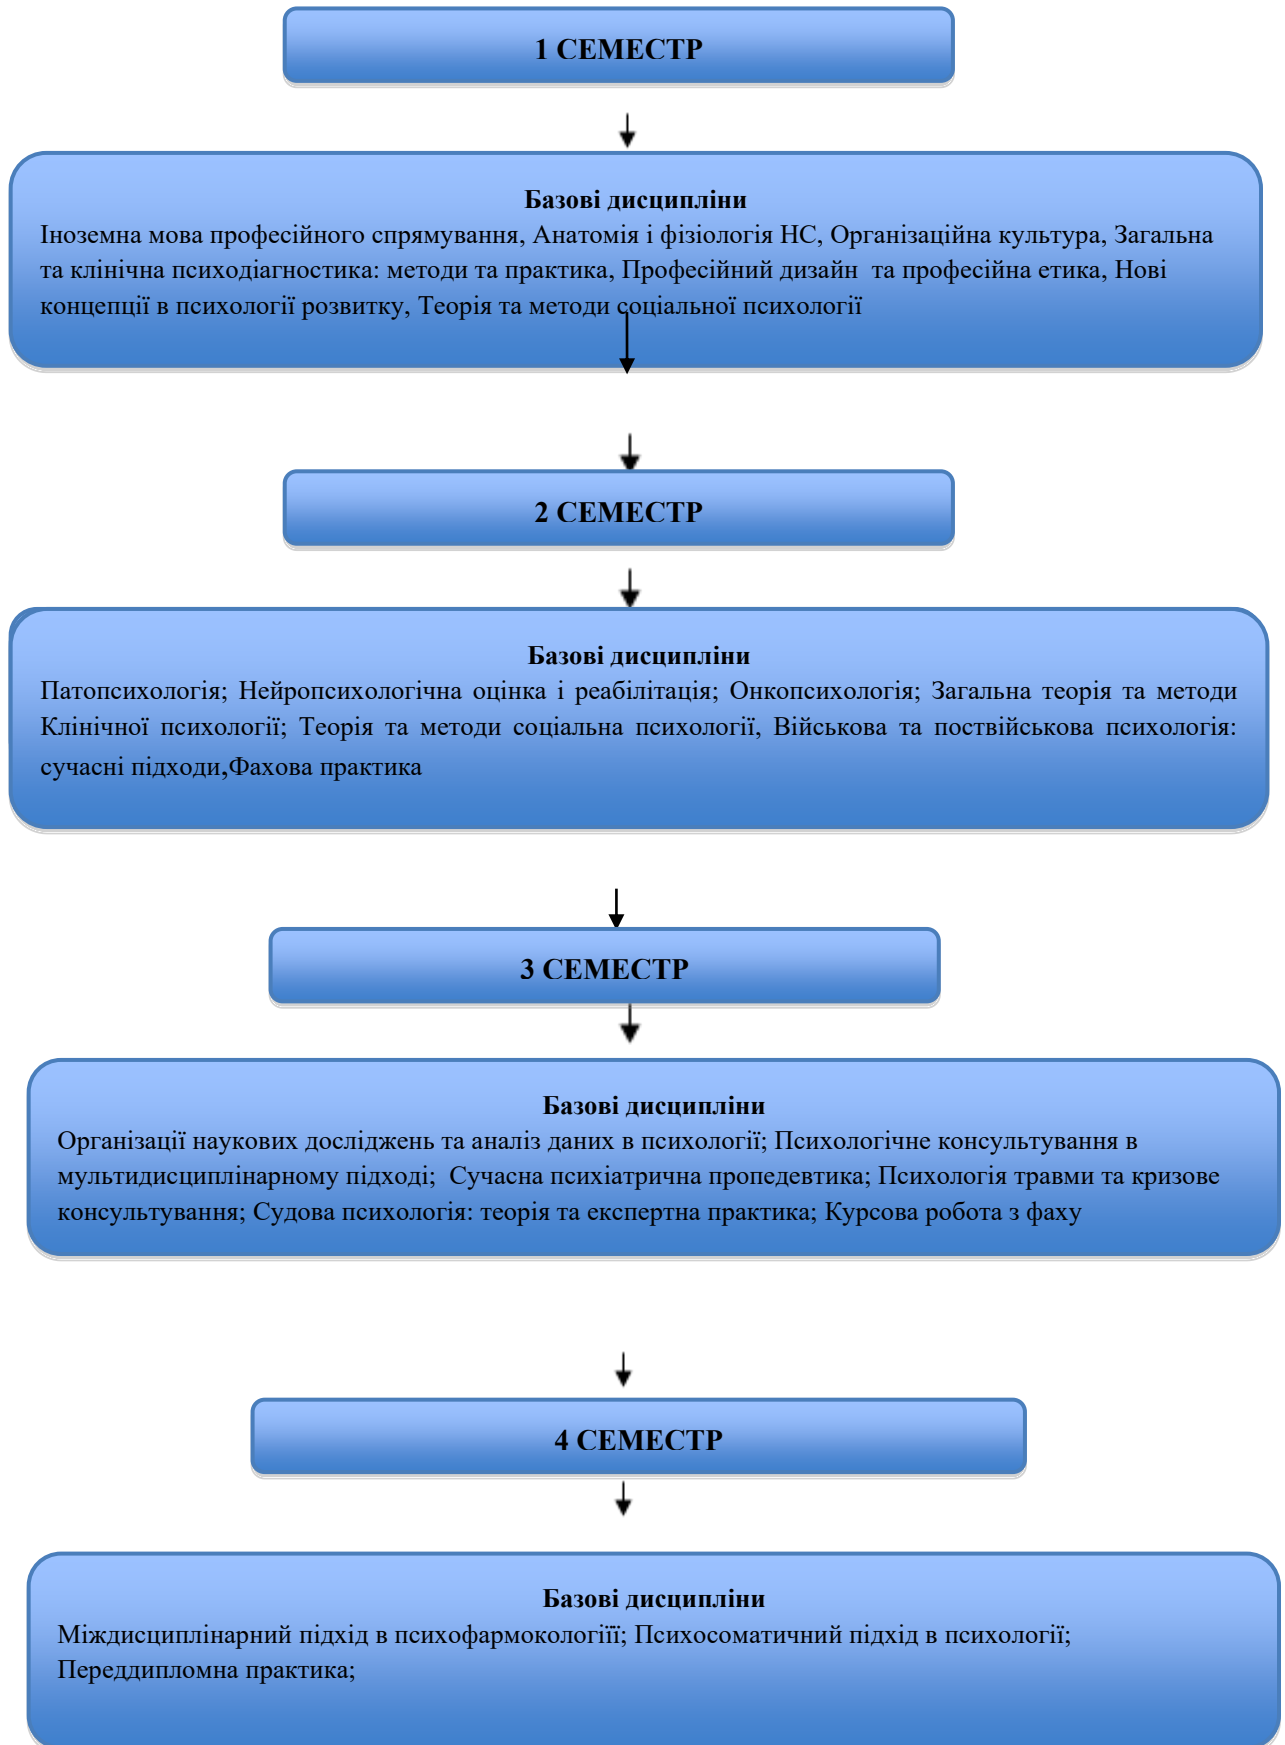 1 СЕМЕСТР
Базові дисципліни
Іноземна мова професійного спрямування, Анатомія і фізіологія НС, Організаційна культура, Загальна
та клінічна психодіагностика: методи та практика, Професійний дизайн  та професійна етика, Нові
концепції в психології розвитку, Теорія та методи соціальної психології
2 СЕМЕСТР
Базові дисципліни
Патопсихологія; Нейропсихологічна оцінка і реабілітація; Онкопсихологія; Загальна теорія та методи
Клінічної психології; Теорія та методи соціальна психології, Військова та поствійськова психологія:
сучасні підходи,Фахова практика
3 СЕМЕСТР
Базові дисципліни
Організації наукових досліджень та аналіз даних в психології; Психологічне консультування в
мультидисциплінарному підході;  Сучасна психіатрична пропедевтика; Психологія травми та кризове
консультування; Судова психологія: теорія та експертна практика; Курсова робота з фаху
4 СЕМЕСТР
Базові дисципліни
Міждисциплінарний підхід в психофармокологіїї; Психосоматичний підхід в психології;
Переддипломна практика;